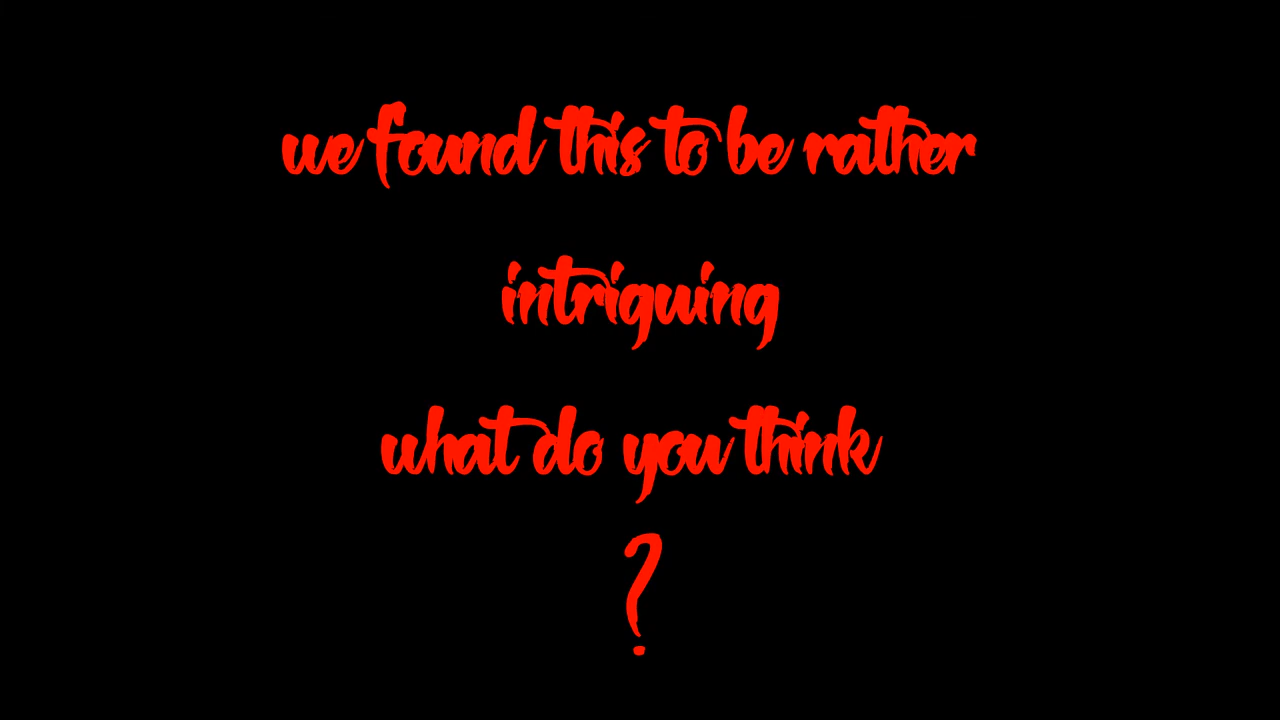 we found this to be rather
intriguing
what do you think
?